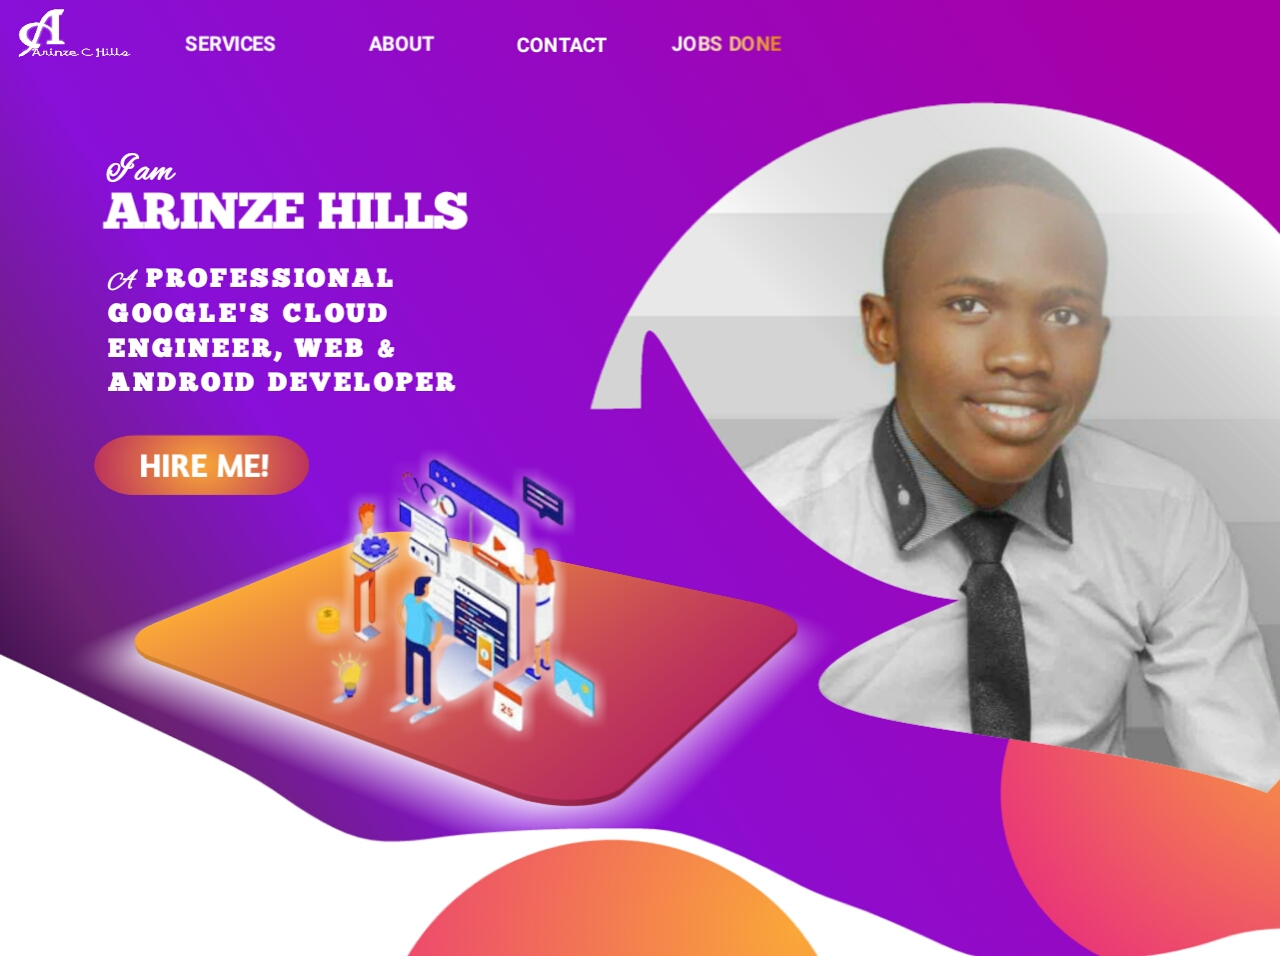 A
Arinze C Hills
SERVICES
ABOUT
CONTACT
JOBS DONE
I am
ARINZE HILLS
A PROFESSIONAL
GOOGLE'S CLOUD
ENGINEER, WEB &
ANDROID DEVELOPER
HIRE ME!
$
25